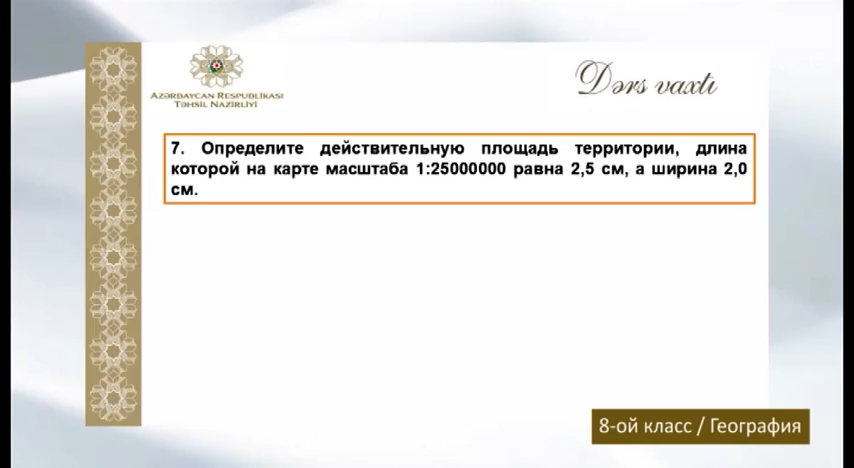 AZƏRBAYCAN RESPUBLİKASI
TƏHSİL NAZİRLİYİ
Dərs vaxtı
7. Определите действительную площадь территории, длина
которой на карте масштаба 1:25000000 равна 2,5 см, а ширина 2,0
см.
8-ой класс / География